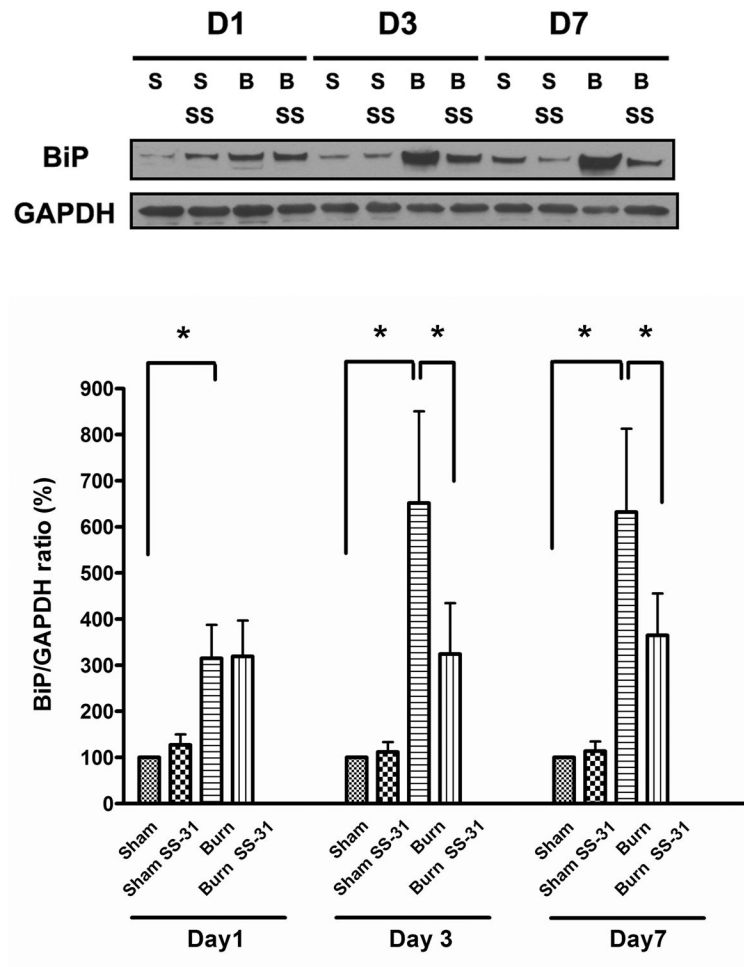 D1 D3 D7
S S B B S S B B S S B B
SS SS SS SS SS SS
BiP
GAPDH
* * * * *
900
800
700
600
500
400
300
200
100
0
BiP/GAPDH ratio (%)
Sham Sham SS-31 Burn Burn SS-31 Sham Sham SS-31 Burn Burn SS-31 Sham Sham SS-31 Burn Burn SS-31
Day1 Day 3 Day7